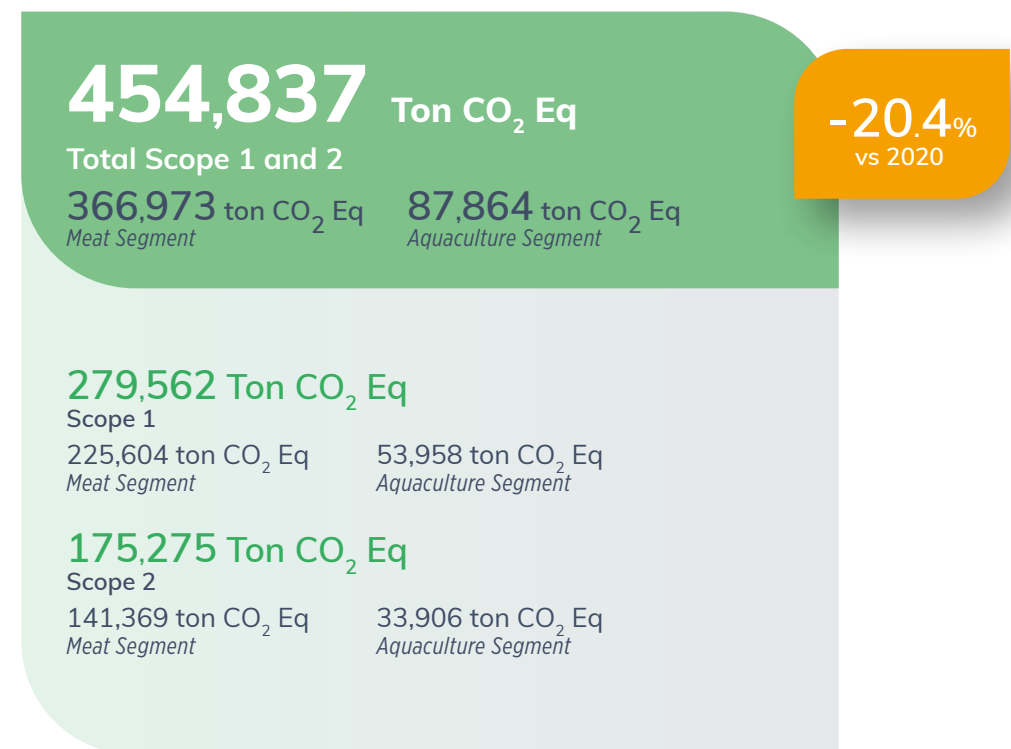 454,837 Ton CO₂ Eq
Total Scope 1 and 2
366,973 ton CO₂ Eq 87,864 ton CO₂ Eq
Meat Segment Aquaculture Segment
-20.4%
vs 2020
279,562 Ton CO₂ Eq
Scope 1
225,604 ton CO₂ Eq 53,958 ton CO₂ Eq
Meat Segment Aquaculture Segment
175,275 Ton CO₂ Eq
Scope 2
141,369 ton CO₂ Eq 33,906 ton CO₂ Eq
Meat Segment Aquaculture Segment